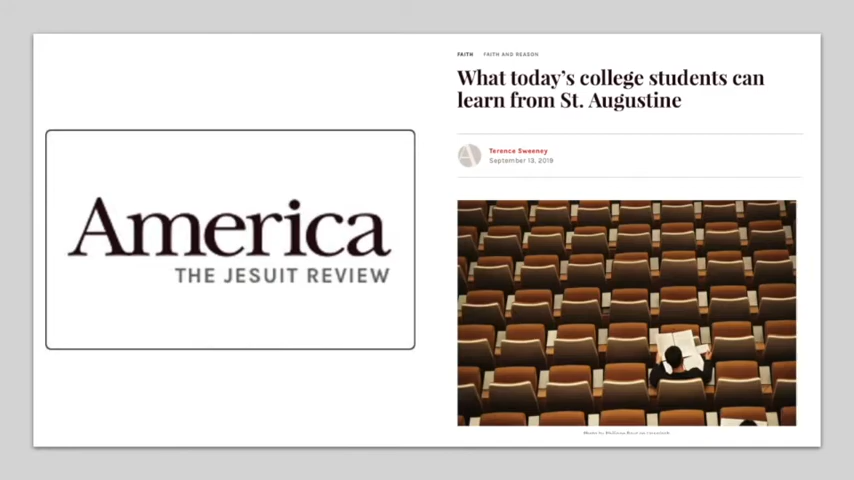 America
THE JESUIT REVIEW
FAITH FAITH AND REASON
What today's college students can
learn from St. Augustine
Terence Sweeney
September 13, 2019